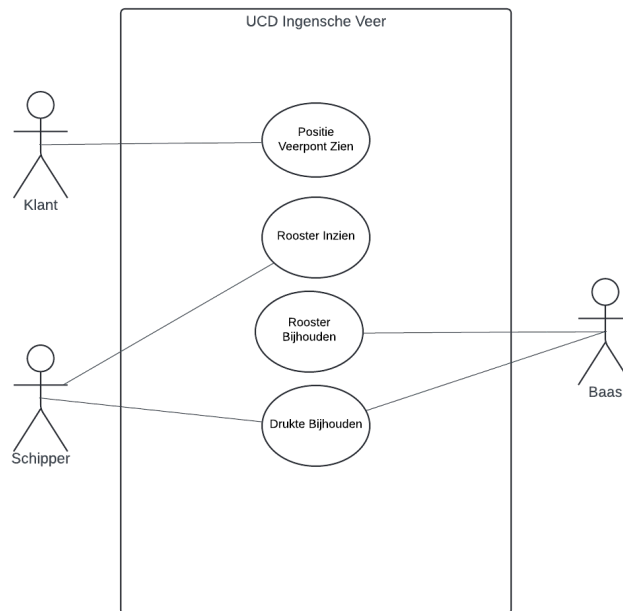 UCD Ingensche Veer
Positie
Veerpont Zien
Klant
Rooster Inzien
Rooster
Bijhouden
Baas
Drukte Bijhouden
Schipper